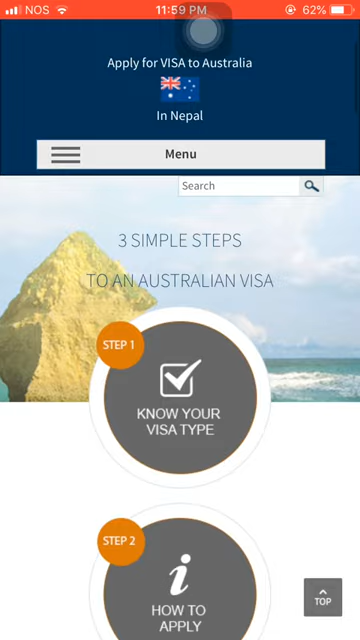 NOS 11:59 PM 62%
Apply for VISA to Australia
In Nepal
Menu
Search
3 SIMPLE STEPS
TO AN AUSTRALIAN VISA
STEP 1
KNOW YOUR
VISA TYPE
STEP 2
HOW TO
APPLY
TOP